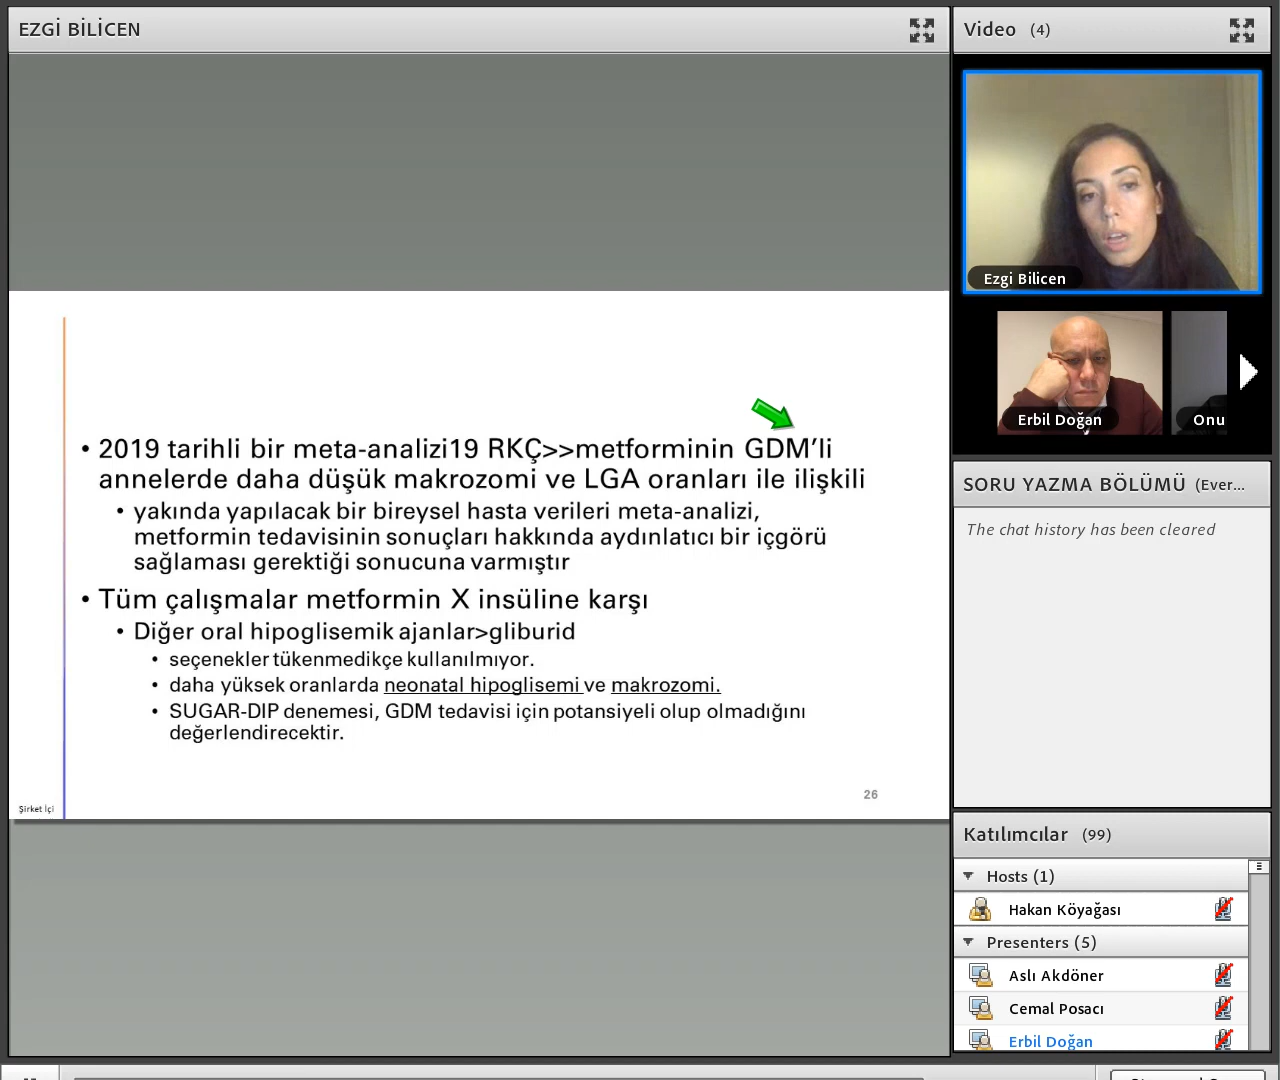 EZGİ BİLİCEN
2019 tarihli bir meta-analizi19 RKÇ>>metforminin GDM’li
annelerde daha düşük makrozomi ve LGA oranları ile ilişkili
yakında yapılacak bir bireysel hasta verileri meta-analizi,
metformin tedavisinin sonuçları hakkında aydınlatıcı bir içgörü
sağlaması gerektiği sonucuna varmıştır
Tüm çalışmalar metformin X insüline karşı
Diğer oral hipoglisemik ajanlar>gliburid
seçenekler tükenmedikçe kullanılmıyor.
daha yüksek oranlarda neonatal hipoglisemi ve makrozomi.
SUGAR-DIP denemesi, GDM tedavisi için potansiyeli olup olmadığını
değerlendirecektir.
Şirket İçi
26
Video (4)
Ezgi Bilicen
Erbil Doğan
Onu
SORU YAZMA BÖLÜMÜ (Ever...
The chat history has been cleared
Katılımcılar (99)
Hosts (1)
Hakan Köyağası
Presenters (5)
Aslı Akdöner
Cemal Posacı
Erbil Doğan